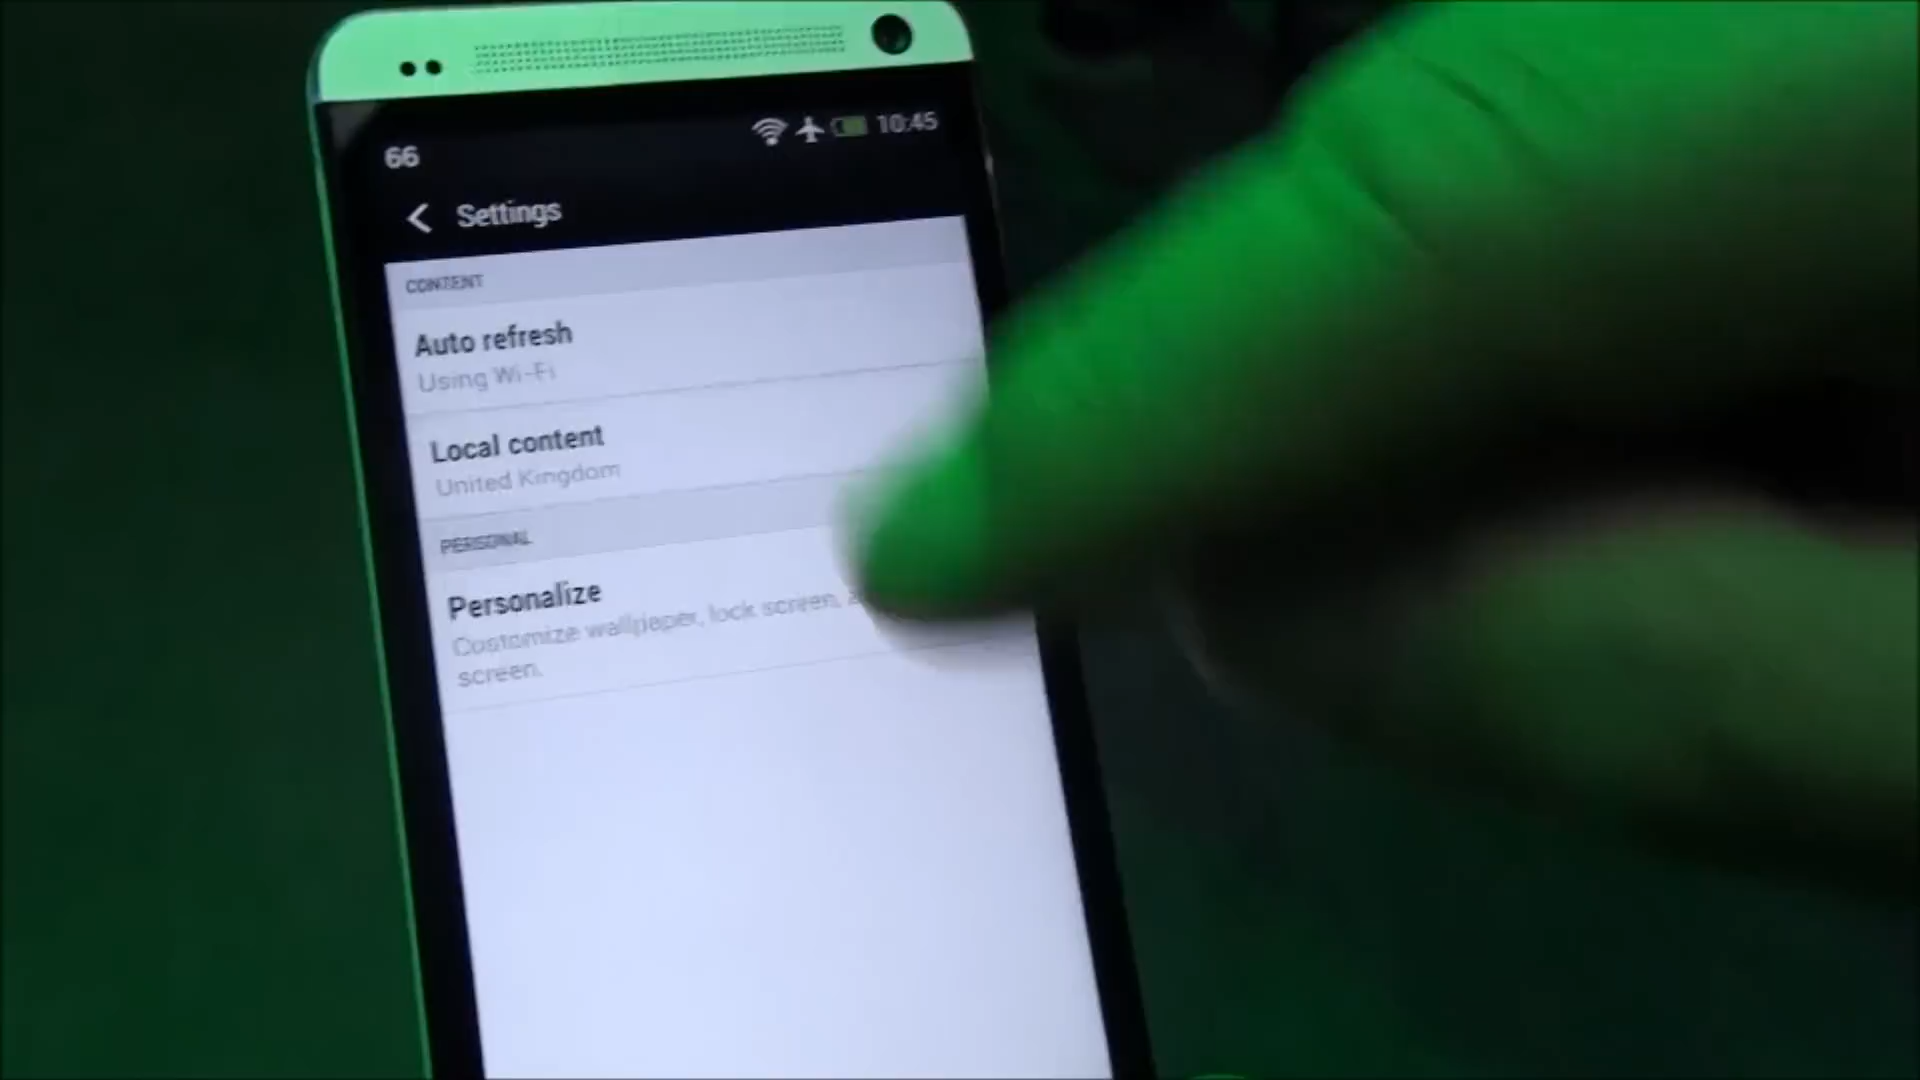 66 10:45
Settings
CONTENT
Auto refresh
Using Wi-Fi
Local content
United Kingdom
PERSONAL
Personalize
Customize wallpaper, lock screen,
screen.